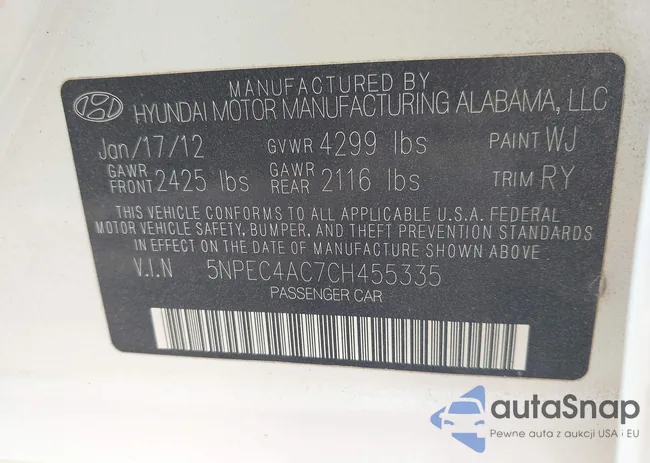 MANUFACTURED BY
HYUNDAI MOTOR MANUFACTURING ALABAMA, LLC
Jan/17/12 GVWR 4299 lbs PAINT WJ
GAWR FRONT 2425 lbs GAWR REAR 2116 lbs TRIM RY
THIS VEHICLE CONFORMS TO ALL APPLICABLE U.S.A. FEDERAL
MOTOR VEHICLE SAFETY, BUMPER, AND THEFT PREVENTION STANDARDS
IN EFFECT ON THE DATE OF MANUFACTURE SHOWN ABOVE
V.I.N 5NPEC4AC7CH455335
PASSENGER CAR
autaSnap
Pewne auta z aukcji USA i EU